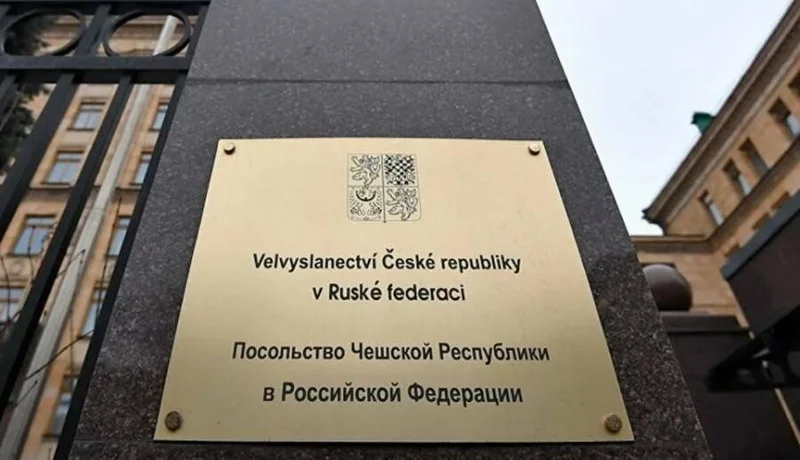 Velvyslanectví České republiky
v Ruské federaci
Посольство Чешской Республики
в Российской Федерации